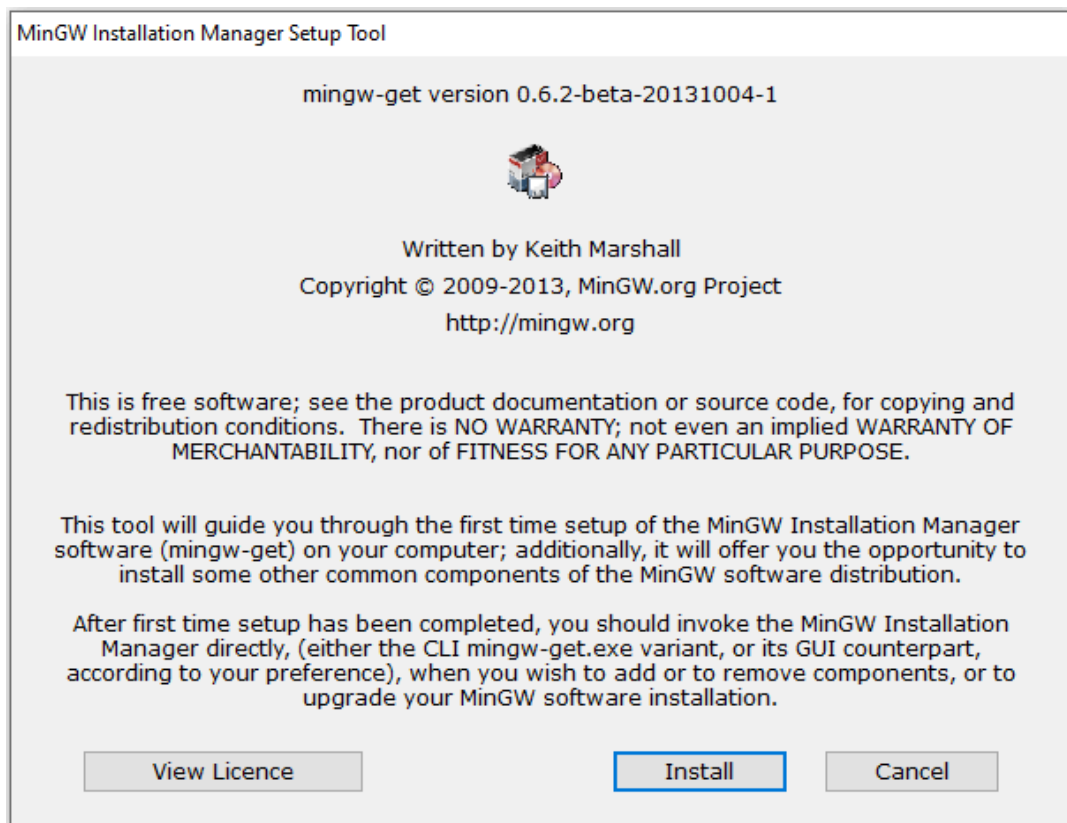 MinGW Installation Manager Setup Tool
mingw-get version 0.6.2-beta-20131004-1
Written by Keith Marshall
Copyright © 2009-2013, MinGW.org Project
http://mingw.org
This is free software; see the product documentation or source code, for copying and
redistribution conditions.  There is NO WARRANTY; not even an implied WARRANTY OF
MERCHANTABILITY, nor of FITNESS FOR ANY PARTICULAR PURPOSE.
This tool will guide you through the first time setup of the MinGW Installation Manager
software (mingw-get) on your computer; additionally, it will offer you the opportunity to
install some other common components of the MinGW software distribution.
After first time setup has been completed, you should invoke the MinGW Installation
Manager directly, (either the CLI mingw-get.exe variant, or its GUI counterpart,
according to your preference), when you wish to add or to remove components, or to
upgrade your MinGW software installation.
View Licence
Install
Cancel